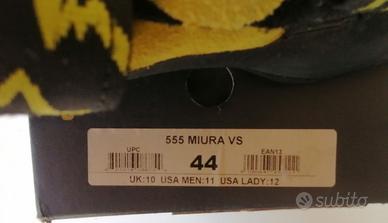 555 MIURA VS
UPC
44
EAN13
UK:10 USA MEN:11 USA LADY:12
subito